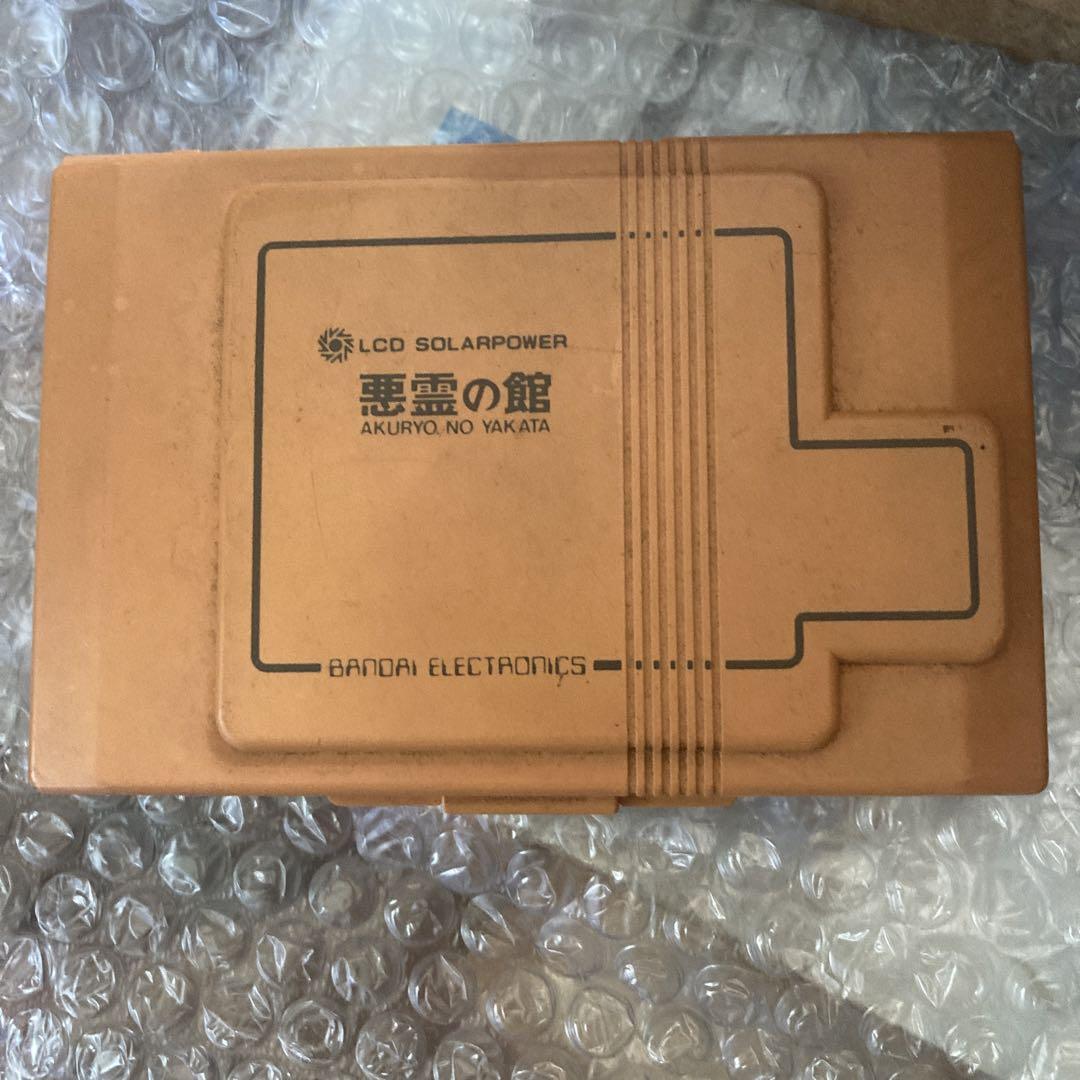 LCD SOLARPOWER
悪霊の館
AKURYO NO YAKATA
BANDAI ELECTRONICS